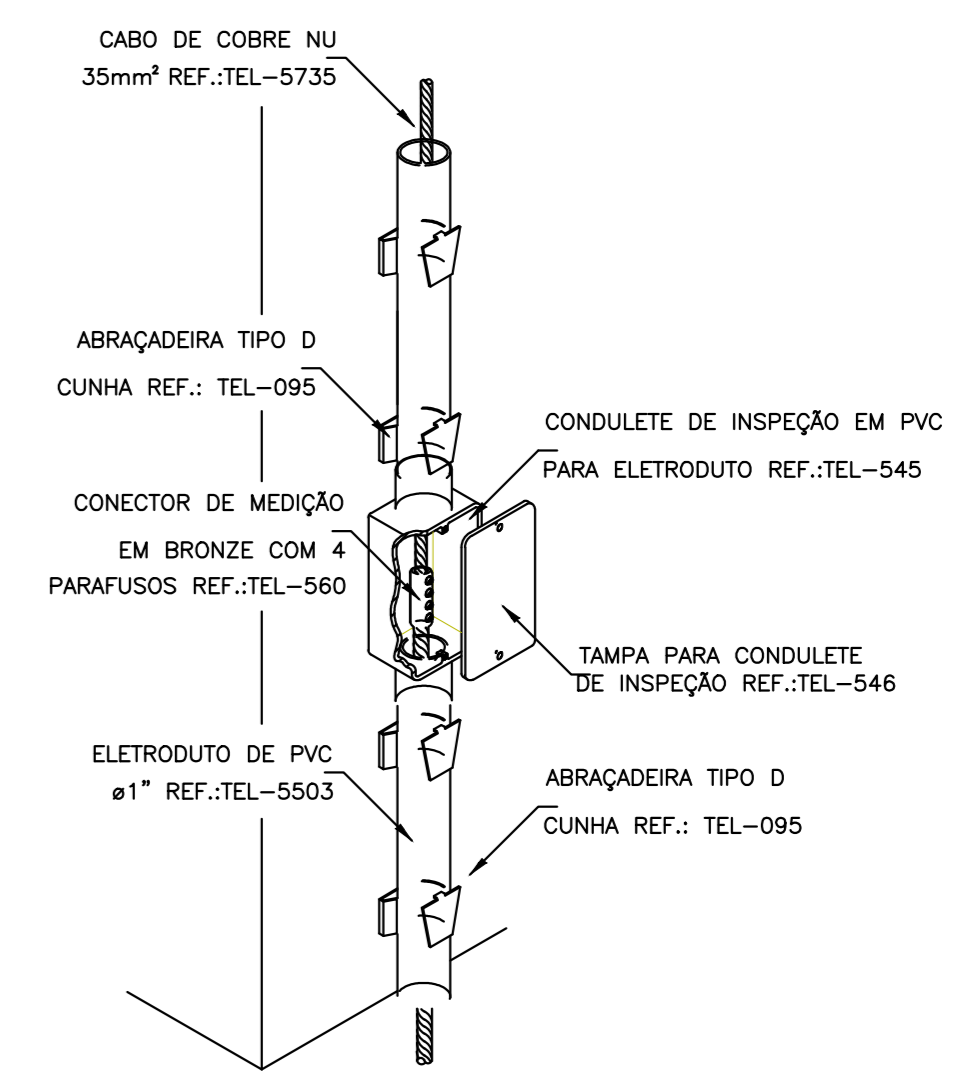 CABO DE COBRE NU
35mm² REF.:TEL-5735
ABRAÇADEIRA TIPO D
CUNHA REF.: TEL-095
CONDULETE DE INSPEÇÃO EM PVC
PARA ELETRODUTO REF.:TEL-545
CONECTOR DE MEDIÇÃO
EM BRONZE COM 4
PARAFUSOS REF.:TEL-560
TAMPA PARA CONDULETE
DE INSPEÇÃO REF.:TEL-546
ELETRODUTO DE PVC
ø1" REF.:TEL-5503
ABRAÇADEIRA TIPO D
CUNHA REF.: TEL-095